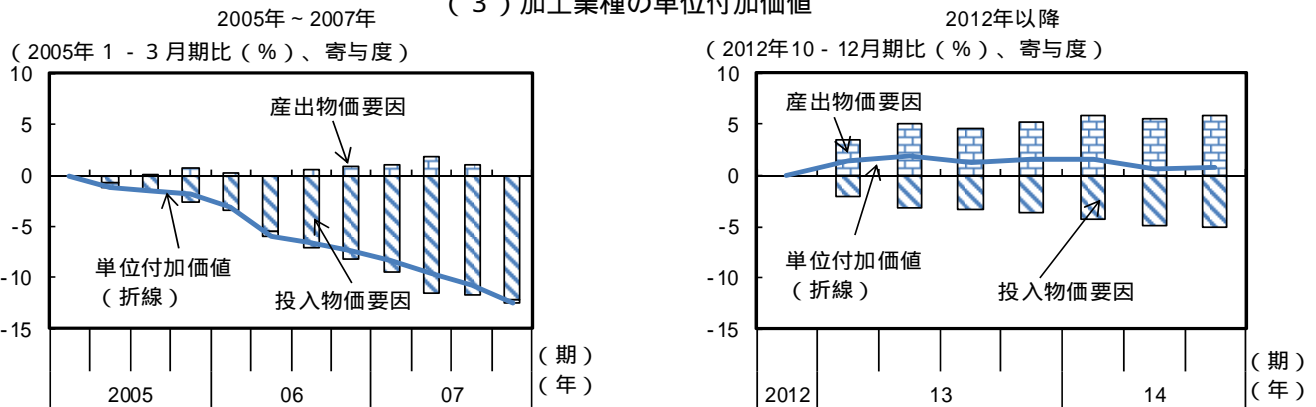 (3)加工業種の単位付加価値
2005年~2007年
(2005年1-3月期比(%)、寄与度)
10
5
0
-5
-10
-15
産出物価要因
単位付加価値
(折線)
投入物価要因
(期)
(年)
2005
06
07
2012年以降
(2012年10-12月期比(%)、寄与度)
10
5
0
-5
-10
-15
産出物価要因
単位付加価値
(折線)
投入物価要因
(期)
(年)
2012
13
14